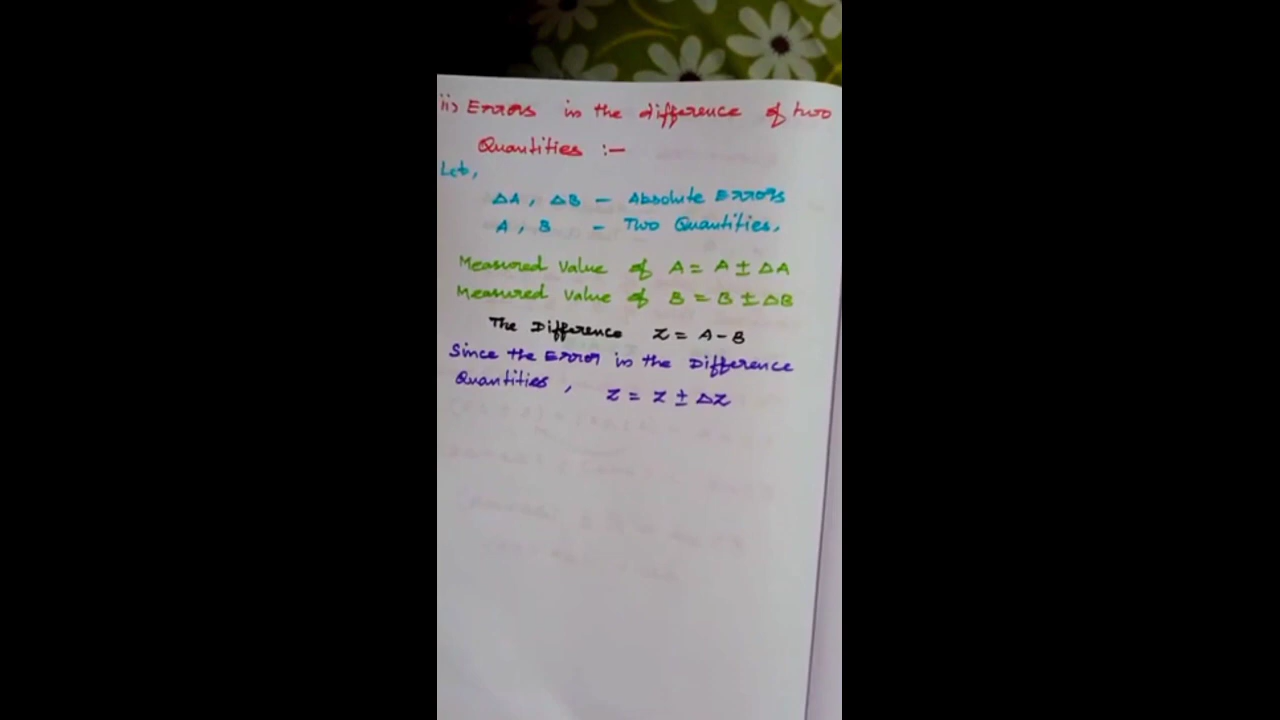 ii) Errors in the difference of two
Quantities :-
Let,
ΔA, ΔB - Absolute Errors
A, B - Two Quantities.
Measured Value of A = A ± ΔA
Measured Value of B = B ± ΔB
The Difference Z = A - B
Since the Error in the Difference
Quantities, Z = Z ± ΔZ